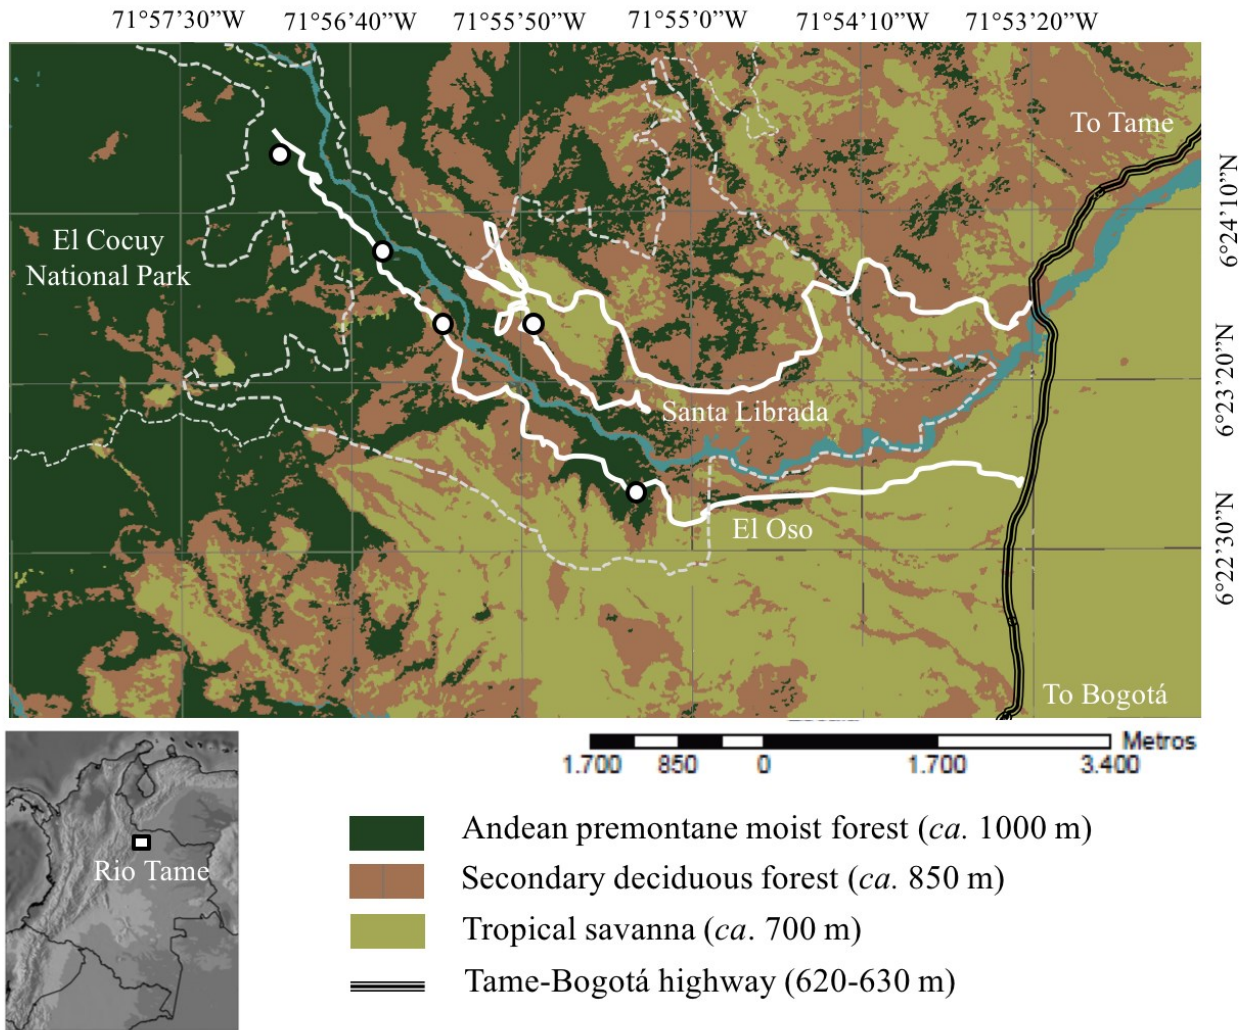 71°57'30”W 71°56'40”W 71°55'50”W 71°55'0”W 71°54'10”W 71°53'20”W
To Tame
6°24'10”N
El Cocuy
National Park
6°23'20”N
Santa Librada
El Oso
6°22'30”N
To Bogotá
Metros
1.700 850 0 1.700 3.400
Rio Tame
Andean premontane moist forest (ca. 1000 m)
Secondary deciduous forest (ca. 850 m)
Tropical savanna (ca. 700 m)
Tame-Bogotá highway (620-630 m)